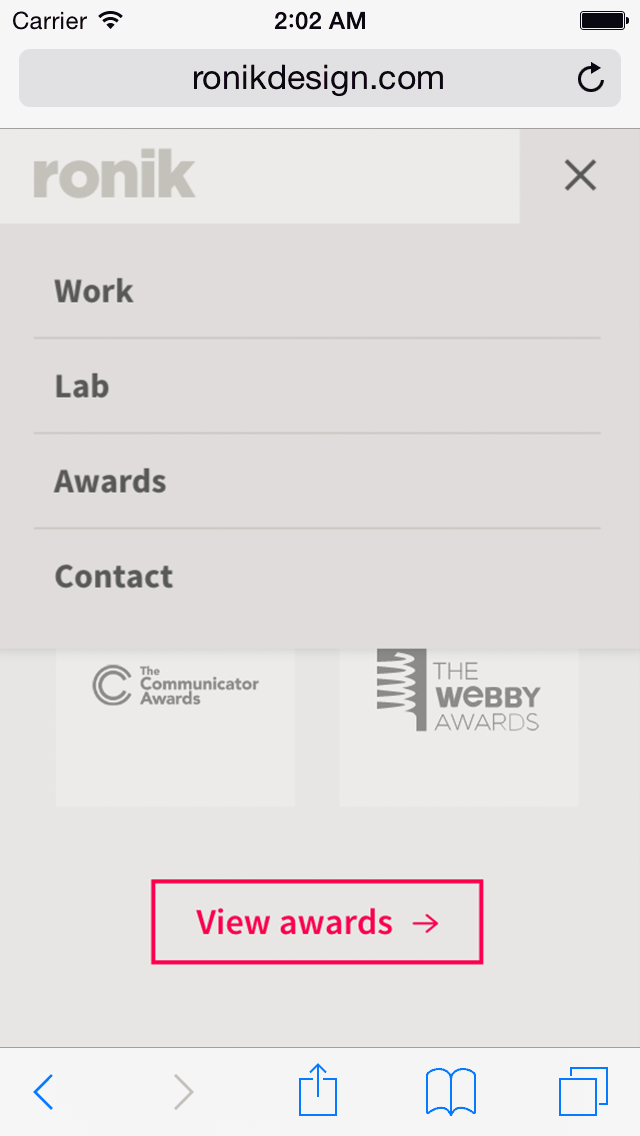 Carrier 2:02 AM
ronikdesign.com
ronik
Work
Lab
Awards
Contact
The
Communicator
Awards
THE
WeBBY
AWARDS
View awards →